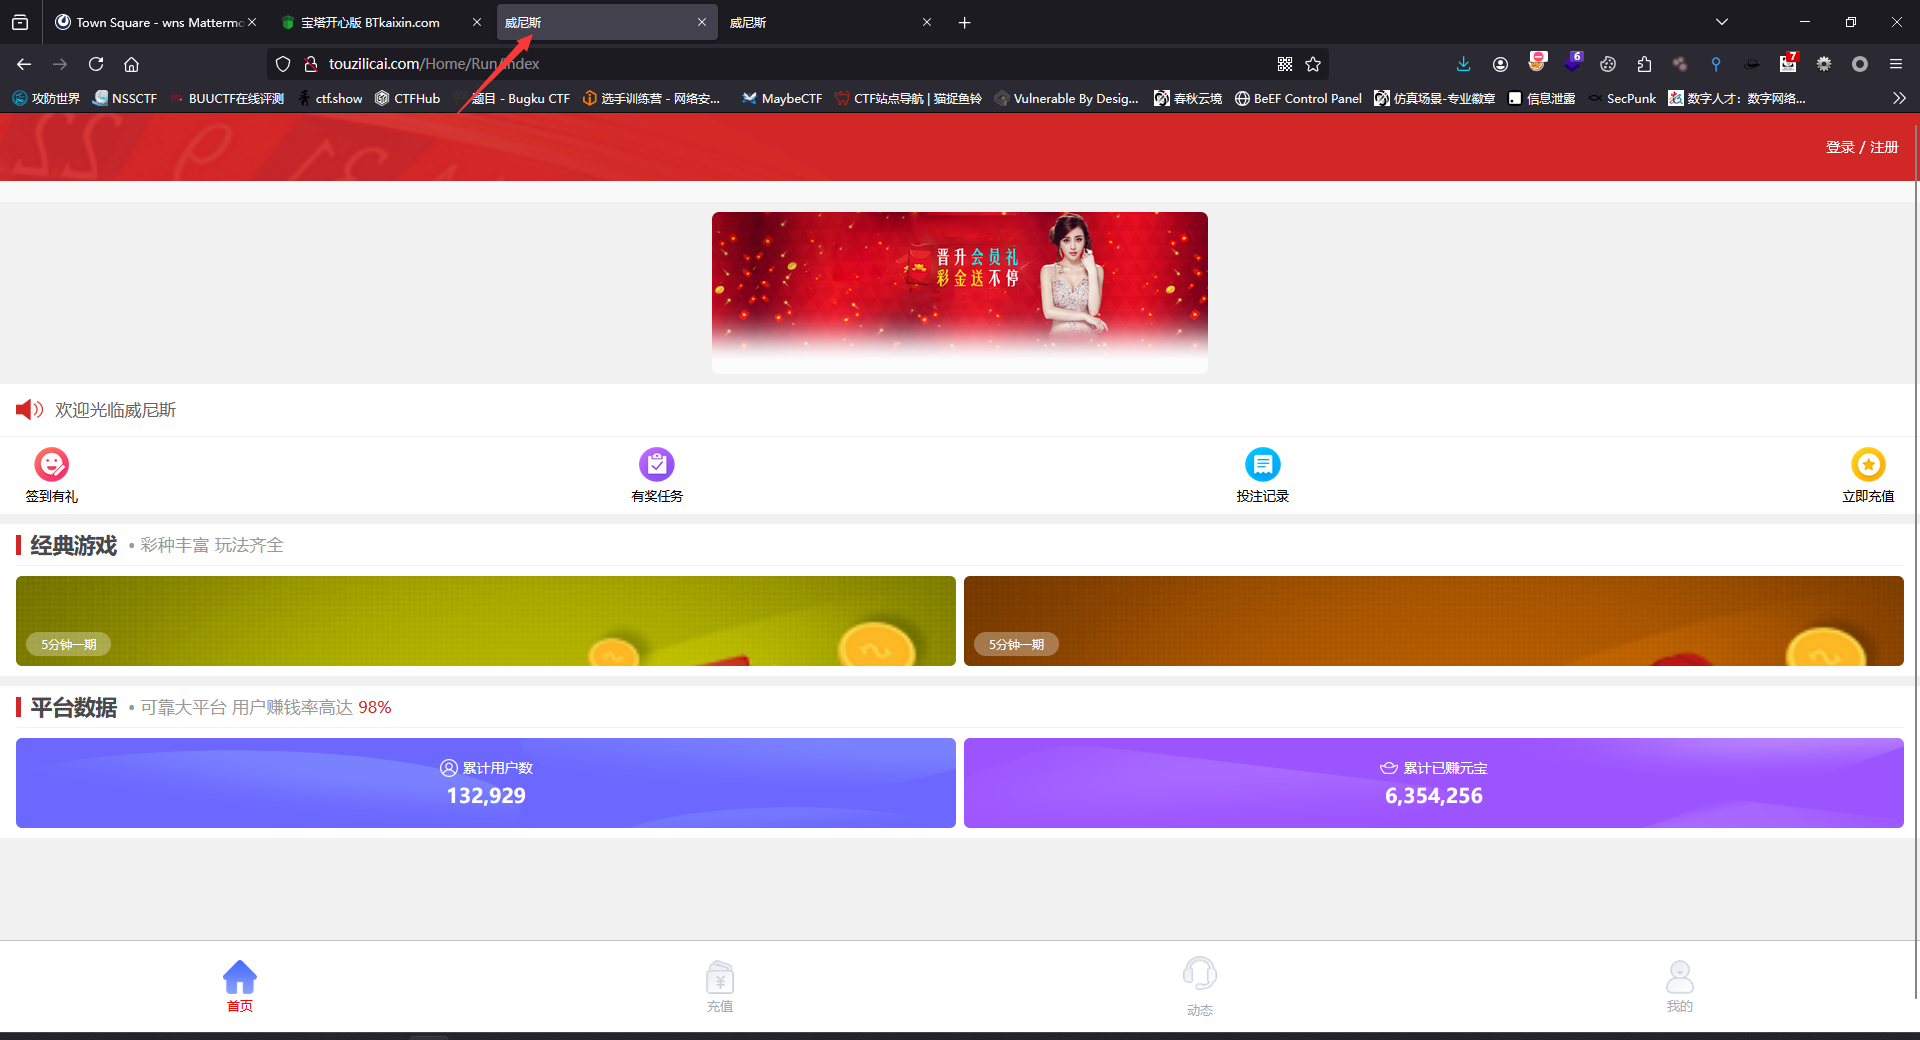 Town Square - wns Mattermo
宝塔开心版 BTkaixin.com
威尼斯
威尼斯
touzilicai.com/Home/Run/Index
6
7
攻防世界
NSSCTF
BUUCTF在线评测
ctf.show
CTFHub
题目 - Bugku CTF
选手训练营 - 网络安...
MaybeCTF
CTF站点导航 | 猫捉鱼铃
Vulnerable By Desig...
春秋云境
BeEF Control Panel
仿真场景-专业徽章
信息泄露
SecPunk
数字人才：数字网络...
登录 / 注册
晋升会员礼
彩金送不停
欢迎光临威尼斯
签到有礼
有奖任务
投注记录
立即充值
经典游戏 • 彩种丰富 玩法齐全
5分钟一期
5分钟一期
平台数据 • 可靠大平台 用户赚钱率高达 98%
累计用户数
132,929
累计已赚元宝
6,354,256
首页
充值
动态
我的